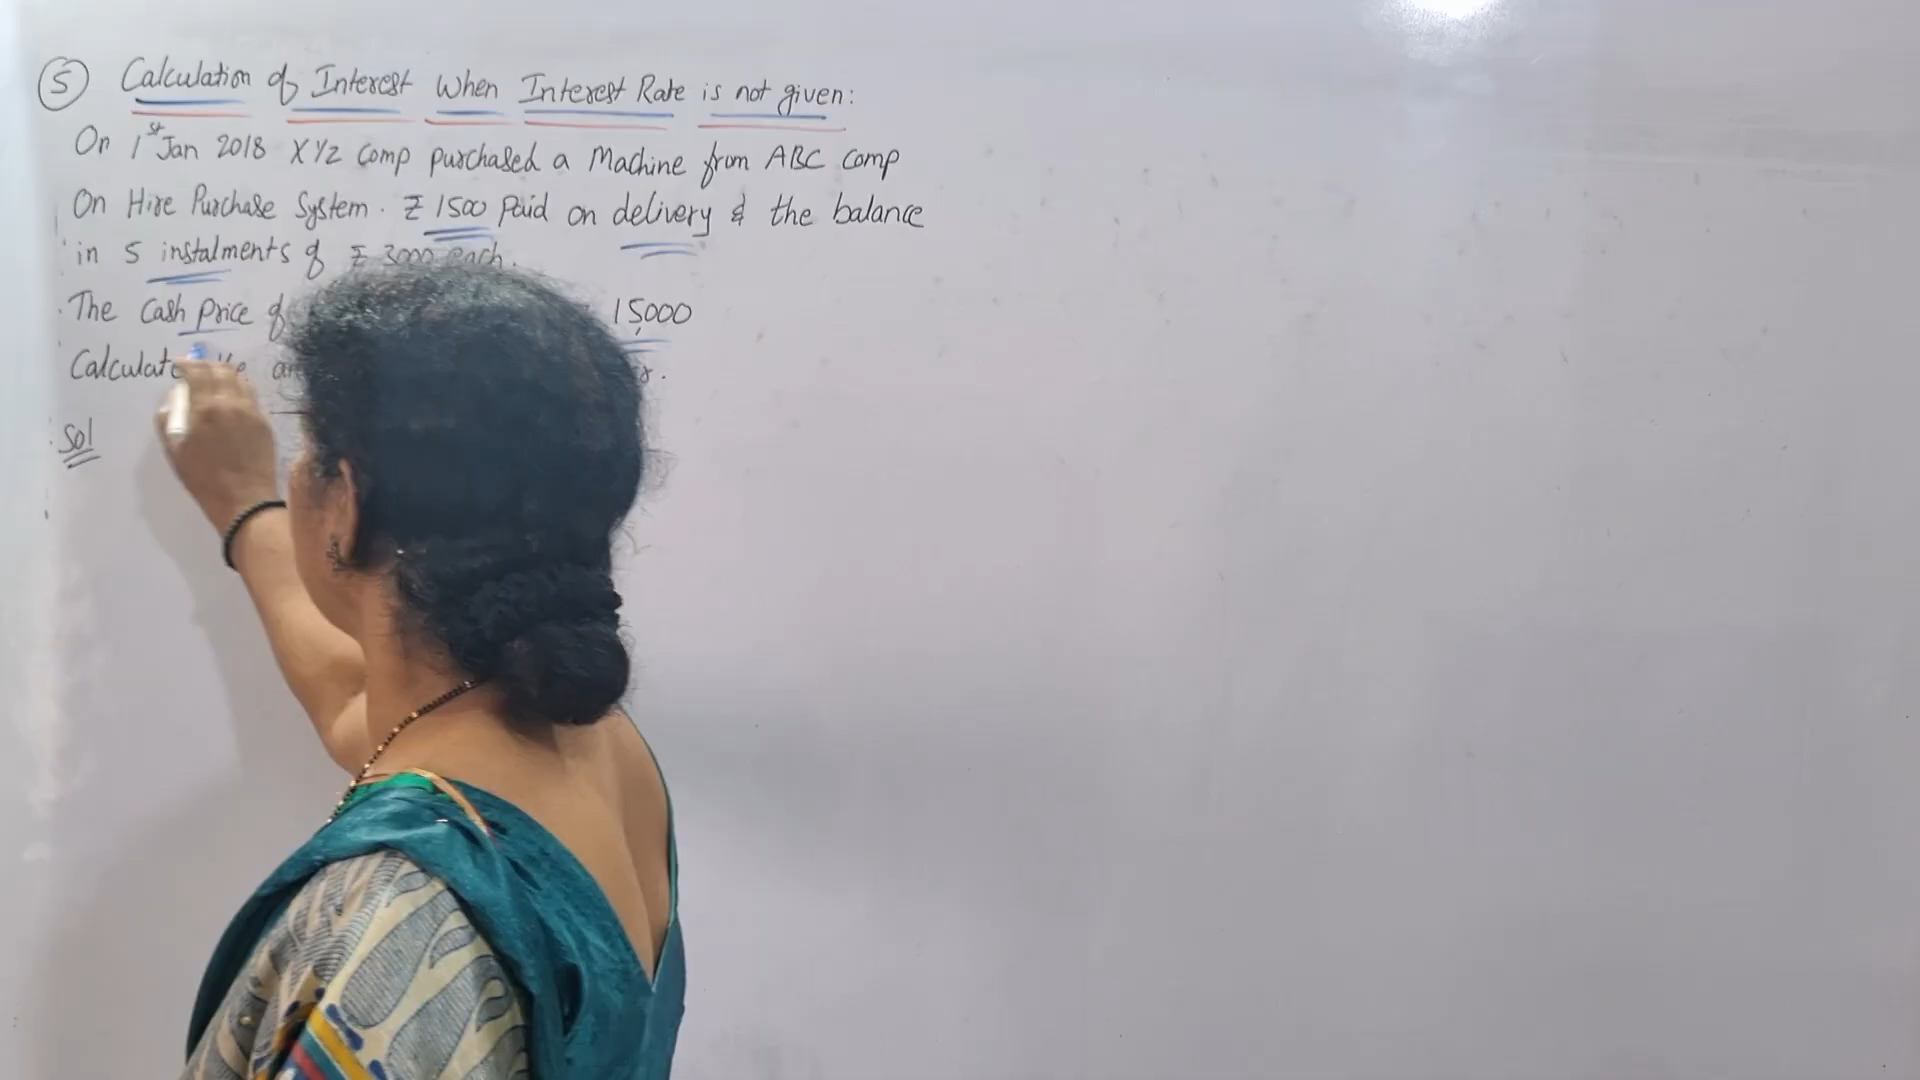 5 Calculation of Interest When Interest Rate is not given:
On 1st Jan 2018 XYZ Comp purchased a Machine from ABC Comp
On Hire Purchase System. ₹ 1500 Paid on delivery & the balance
in 5 instalments of ₹ 3000 each.
The Cash Price of 15,000
Calculate the
Sol